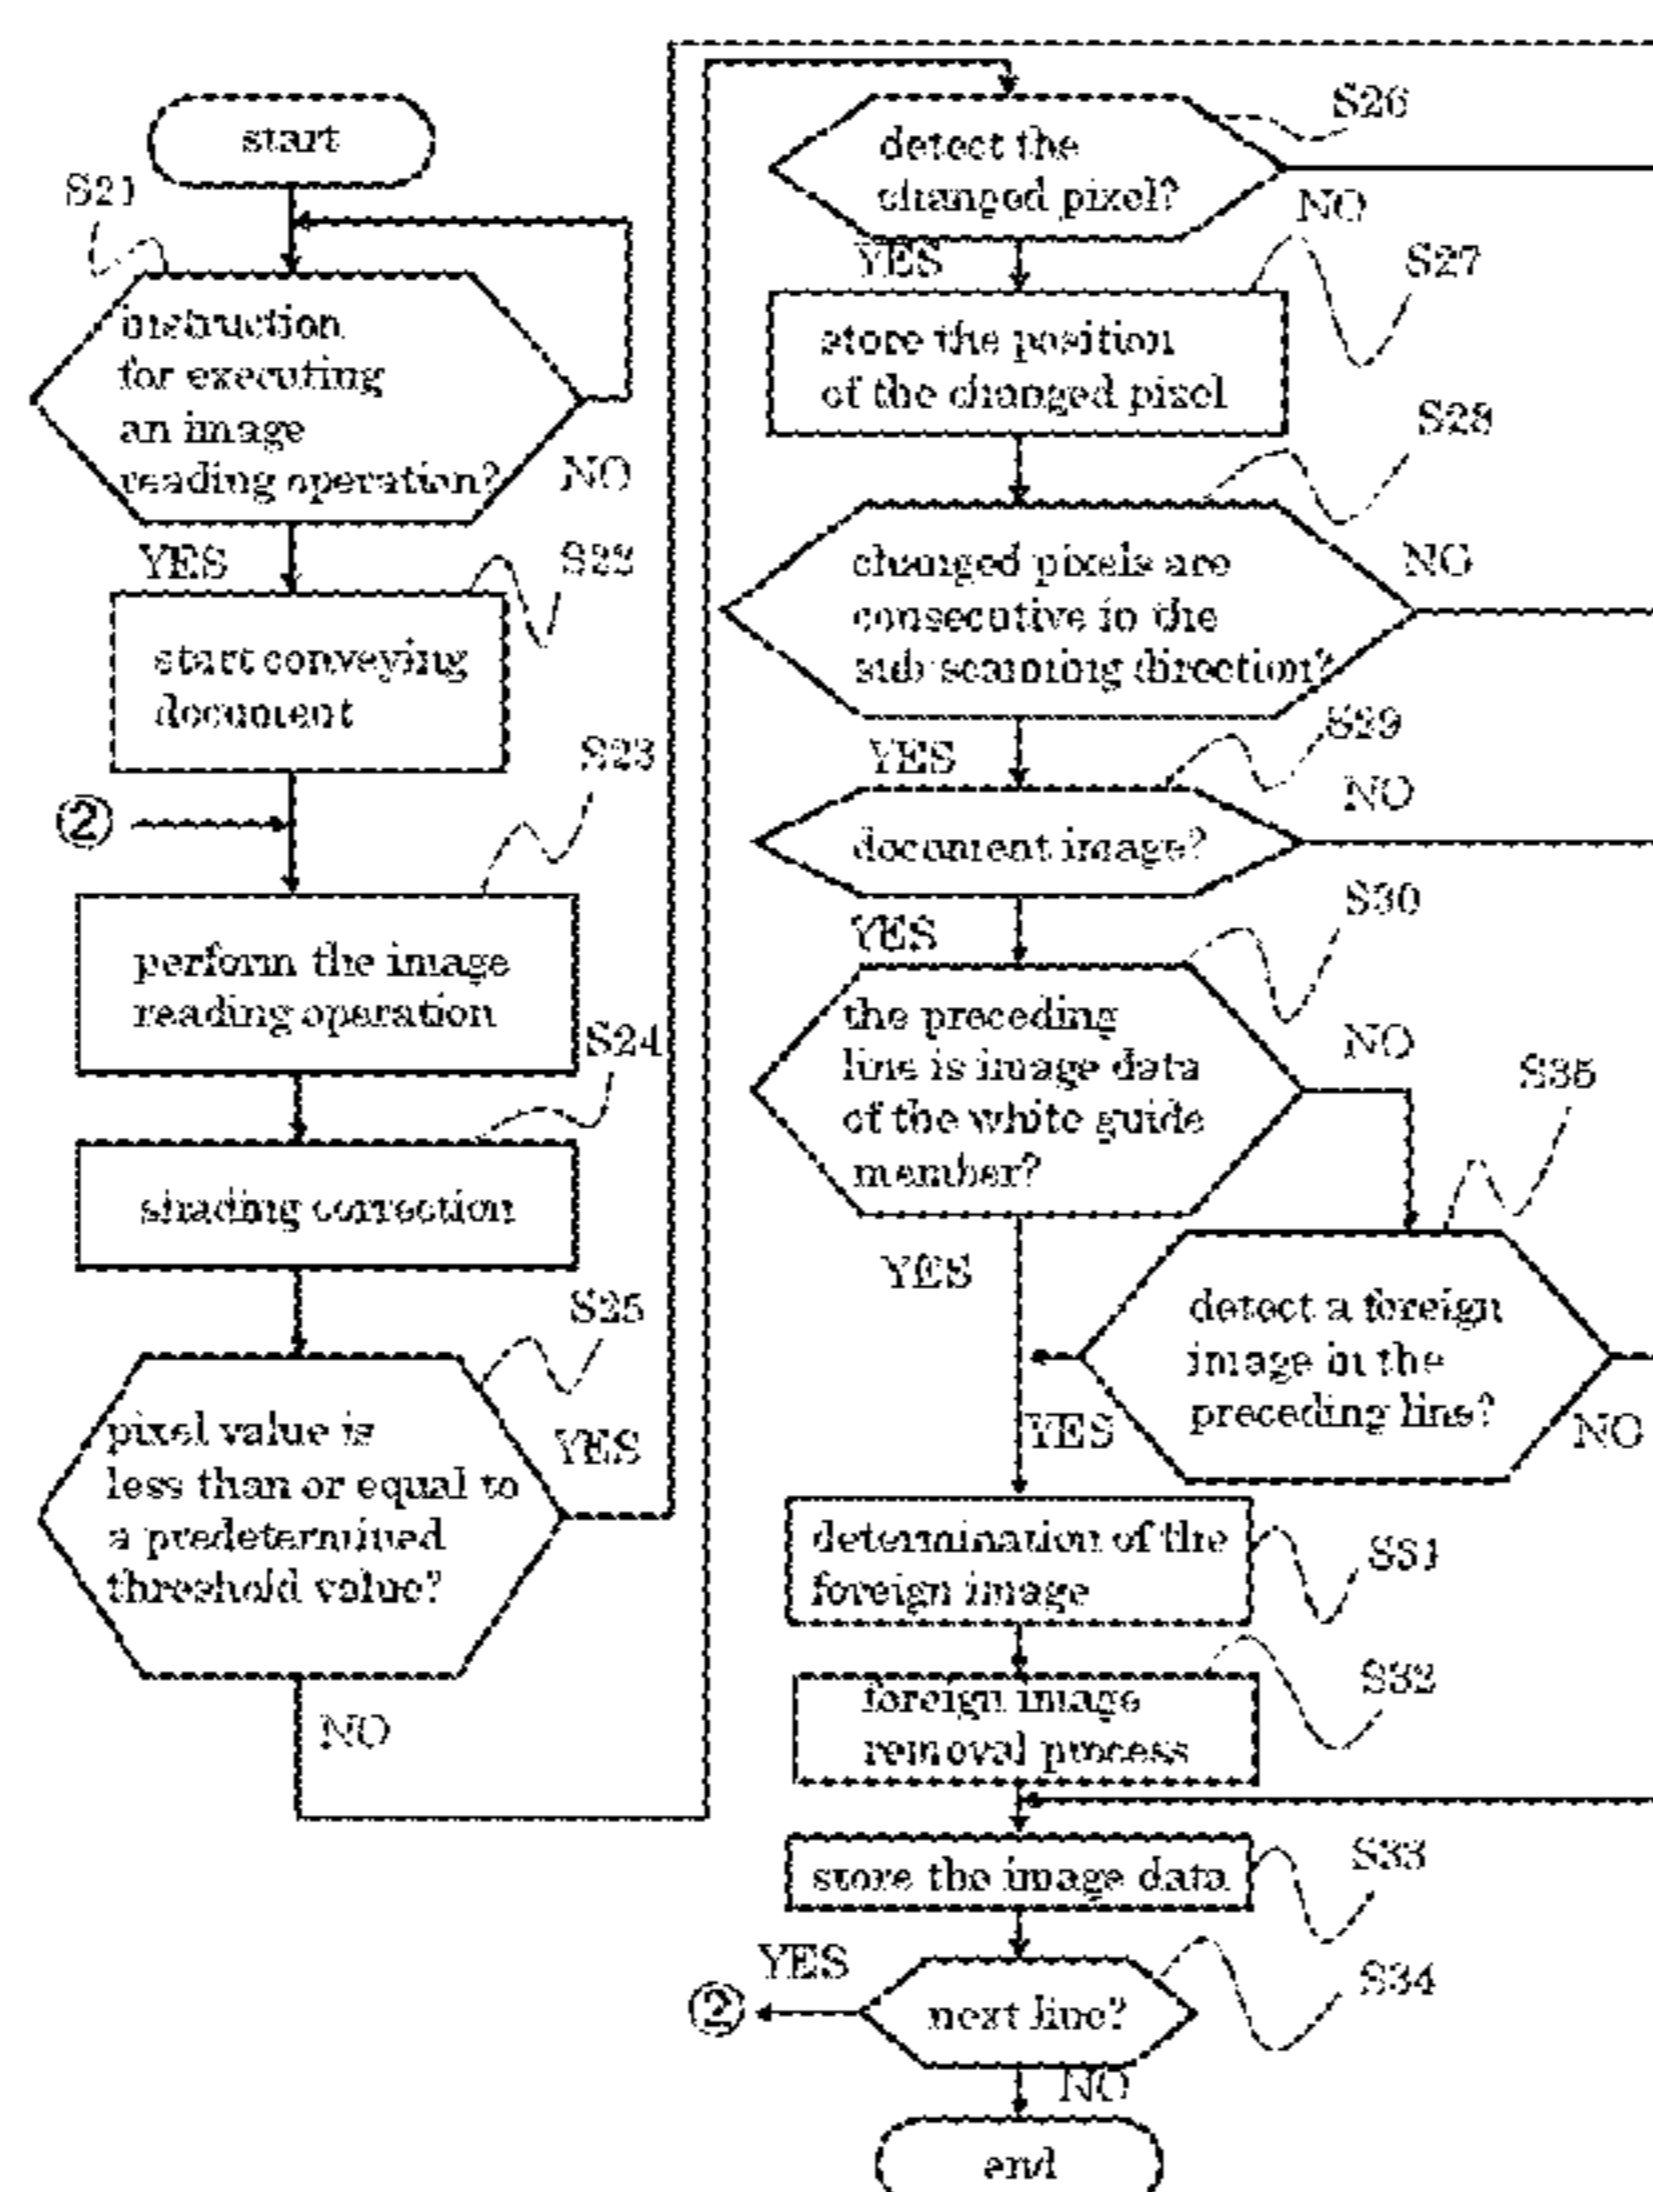 start
S21
instruction
for executing
an image
reading operation?
NO
YES
S22
start conveying
document
S23
②
perform the image
reading operation
S24
shading correction
S25
pixel value is
less than or equal to
a predetermined
threshold value?
YES
NO
S26
detect the
changed pixel?
NO
YES
S27
store the position
of the changed pixel
S28
changed pixels are
consecutive in the
sub-scanning direction?
NO
YES
S29
NO
document image?
YES
S30
the preceding
line is image data
of the white guide
member?
NO
S35
YES
detect a foreign
image in the
preceding line?
YES
NO
determination of the
foreign image
S31
foreign image
removal process
S32
store the image data
S33
YES
②
next line?
S34
NO
end